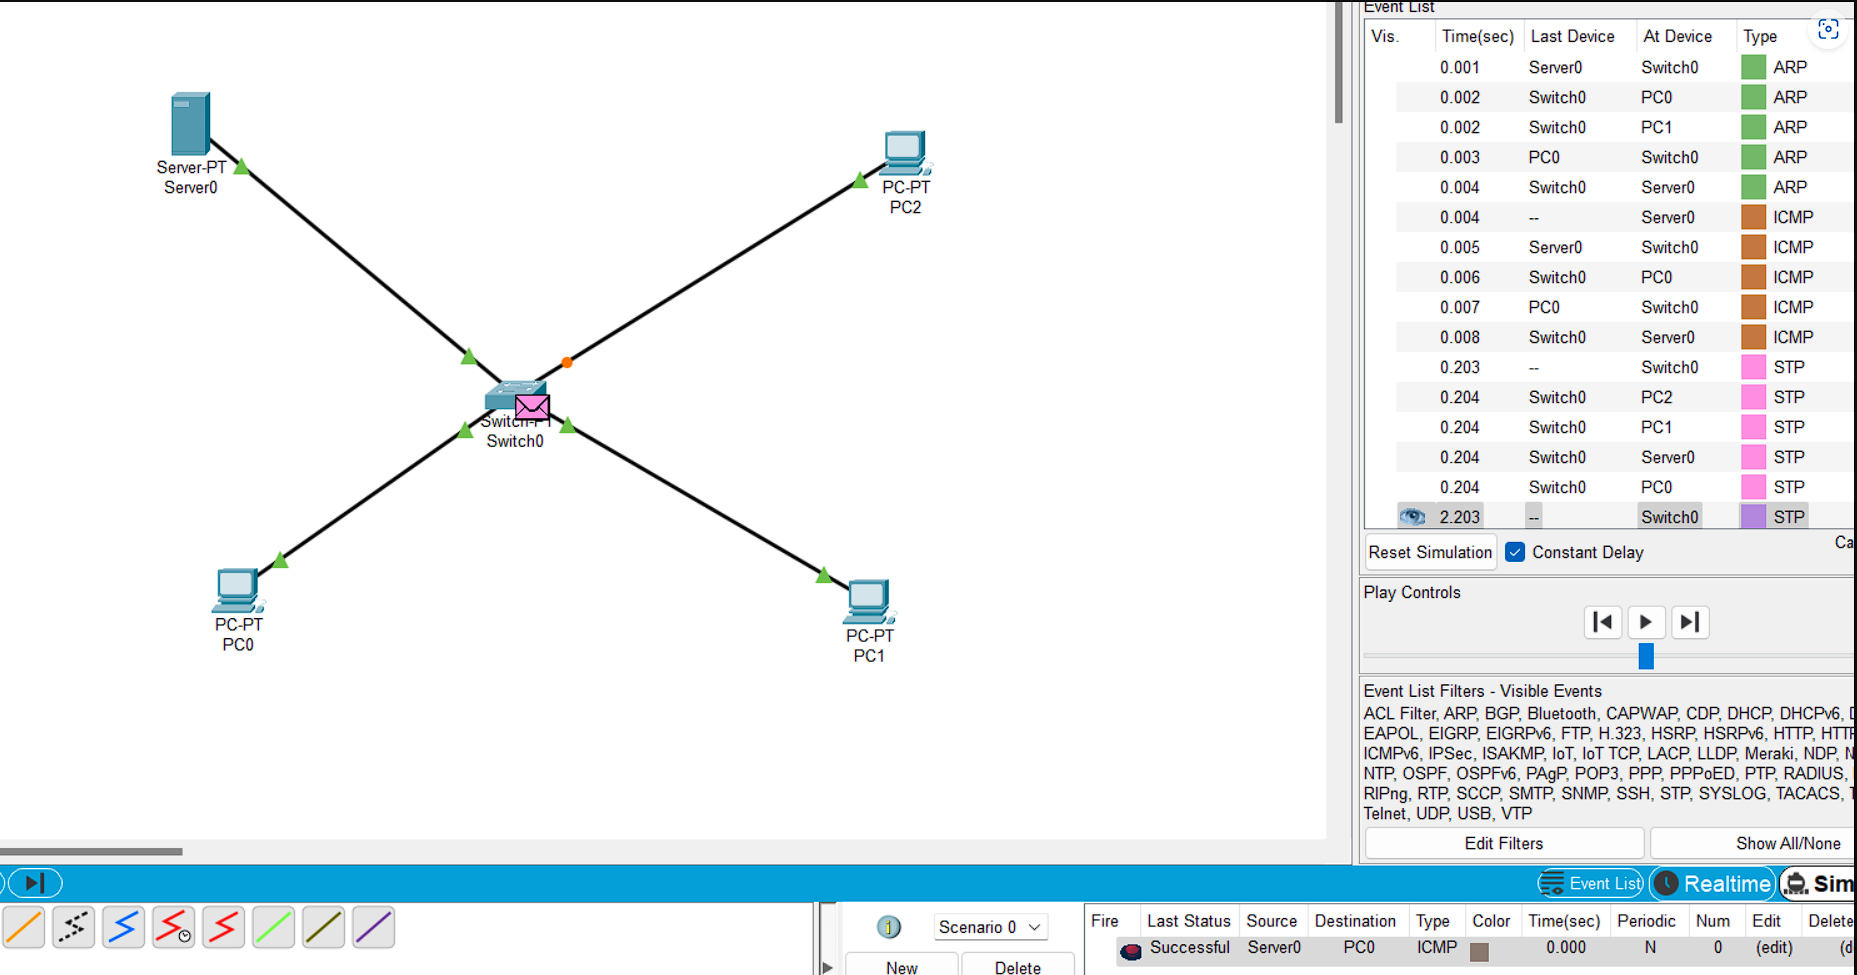 Event List
Vis. Time(sec) Last Device At Device Type
0.001 Server0 Switch0 ARP
0.002 Switch0 PC0 ARP
0.002 Switch0 PC1 ARP
0.003 PC0 Switch0 ARP
0.004 Switch0 Server0 ARP
0.004 -- Server0 ICMP
0.005 Server0 Switch0 ICMP
0.006 Switch0 PC0 ICMP
0.007 PC0 Switch0 ICMP
0.008 Switch0 Server0 ICMP
0.203 -- Switch0 STP
0.204 Switch0 PC2 STP
0.204 Switch0 PC1 STP
0.204 Switch0 Server0 STP
0.204 Switch0 PC0 STP
2.203 -- Switch0 STP
Reset Simulation Constant Delay Ca
Play Controls
Event List Filters - Visible Events
ACL Filter, ARP, BGP, Bluetooth, CAPWAP, CDP, DHCP, DHCPv6,
EAPOL, EIGRP, EIGRPv6, FTP, H.323, HSRP, HSRPv6, HTTP, HTT
ICMPv6, IPSec, ISAKMP, IoT, IoT TCP, LACP, LLDP, Meraki, NDP, N
NTP, OSPF, OSPFv6, PAgP, POP3, PPP, PPPoED, PTP, RADIUS,
RIPng, RTP, SCCP, SMTP, SNMP, SSH, STP, SYSLOG, TACACS,
Telnet, UDP, USB, VTP
Edit Filters Show All/None
Server-PT
Server0
PC-PT
PC2
Switch-PT
Switch0
PC-PT
PC0
PC-PT
PC1
Event List Realtime Sim
Scenario 0
New Delete
Fire Last Status Source Destination Type Color Time(sec) Periodic Num Edit Delete
Successful Server0 PC0 ICMP 0.000 N 0 (edit) (d